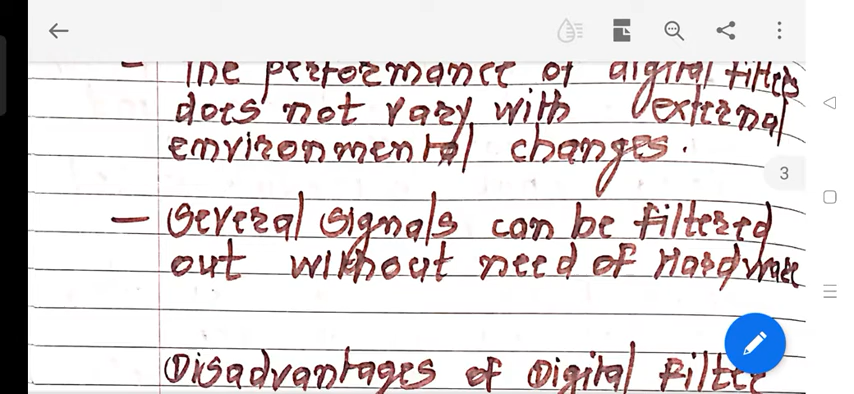 - The performance of digital filters
does not vary with external
environmental changes.
3
- Several signals can be filtered
out without need of Hardware
Disadvantages of Digital Filter